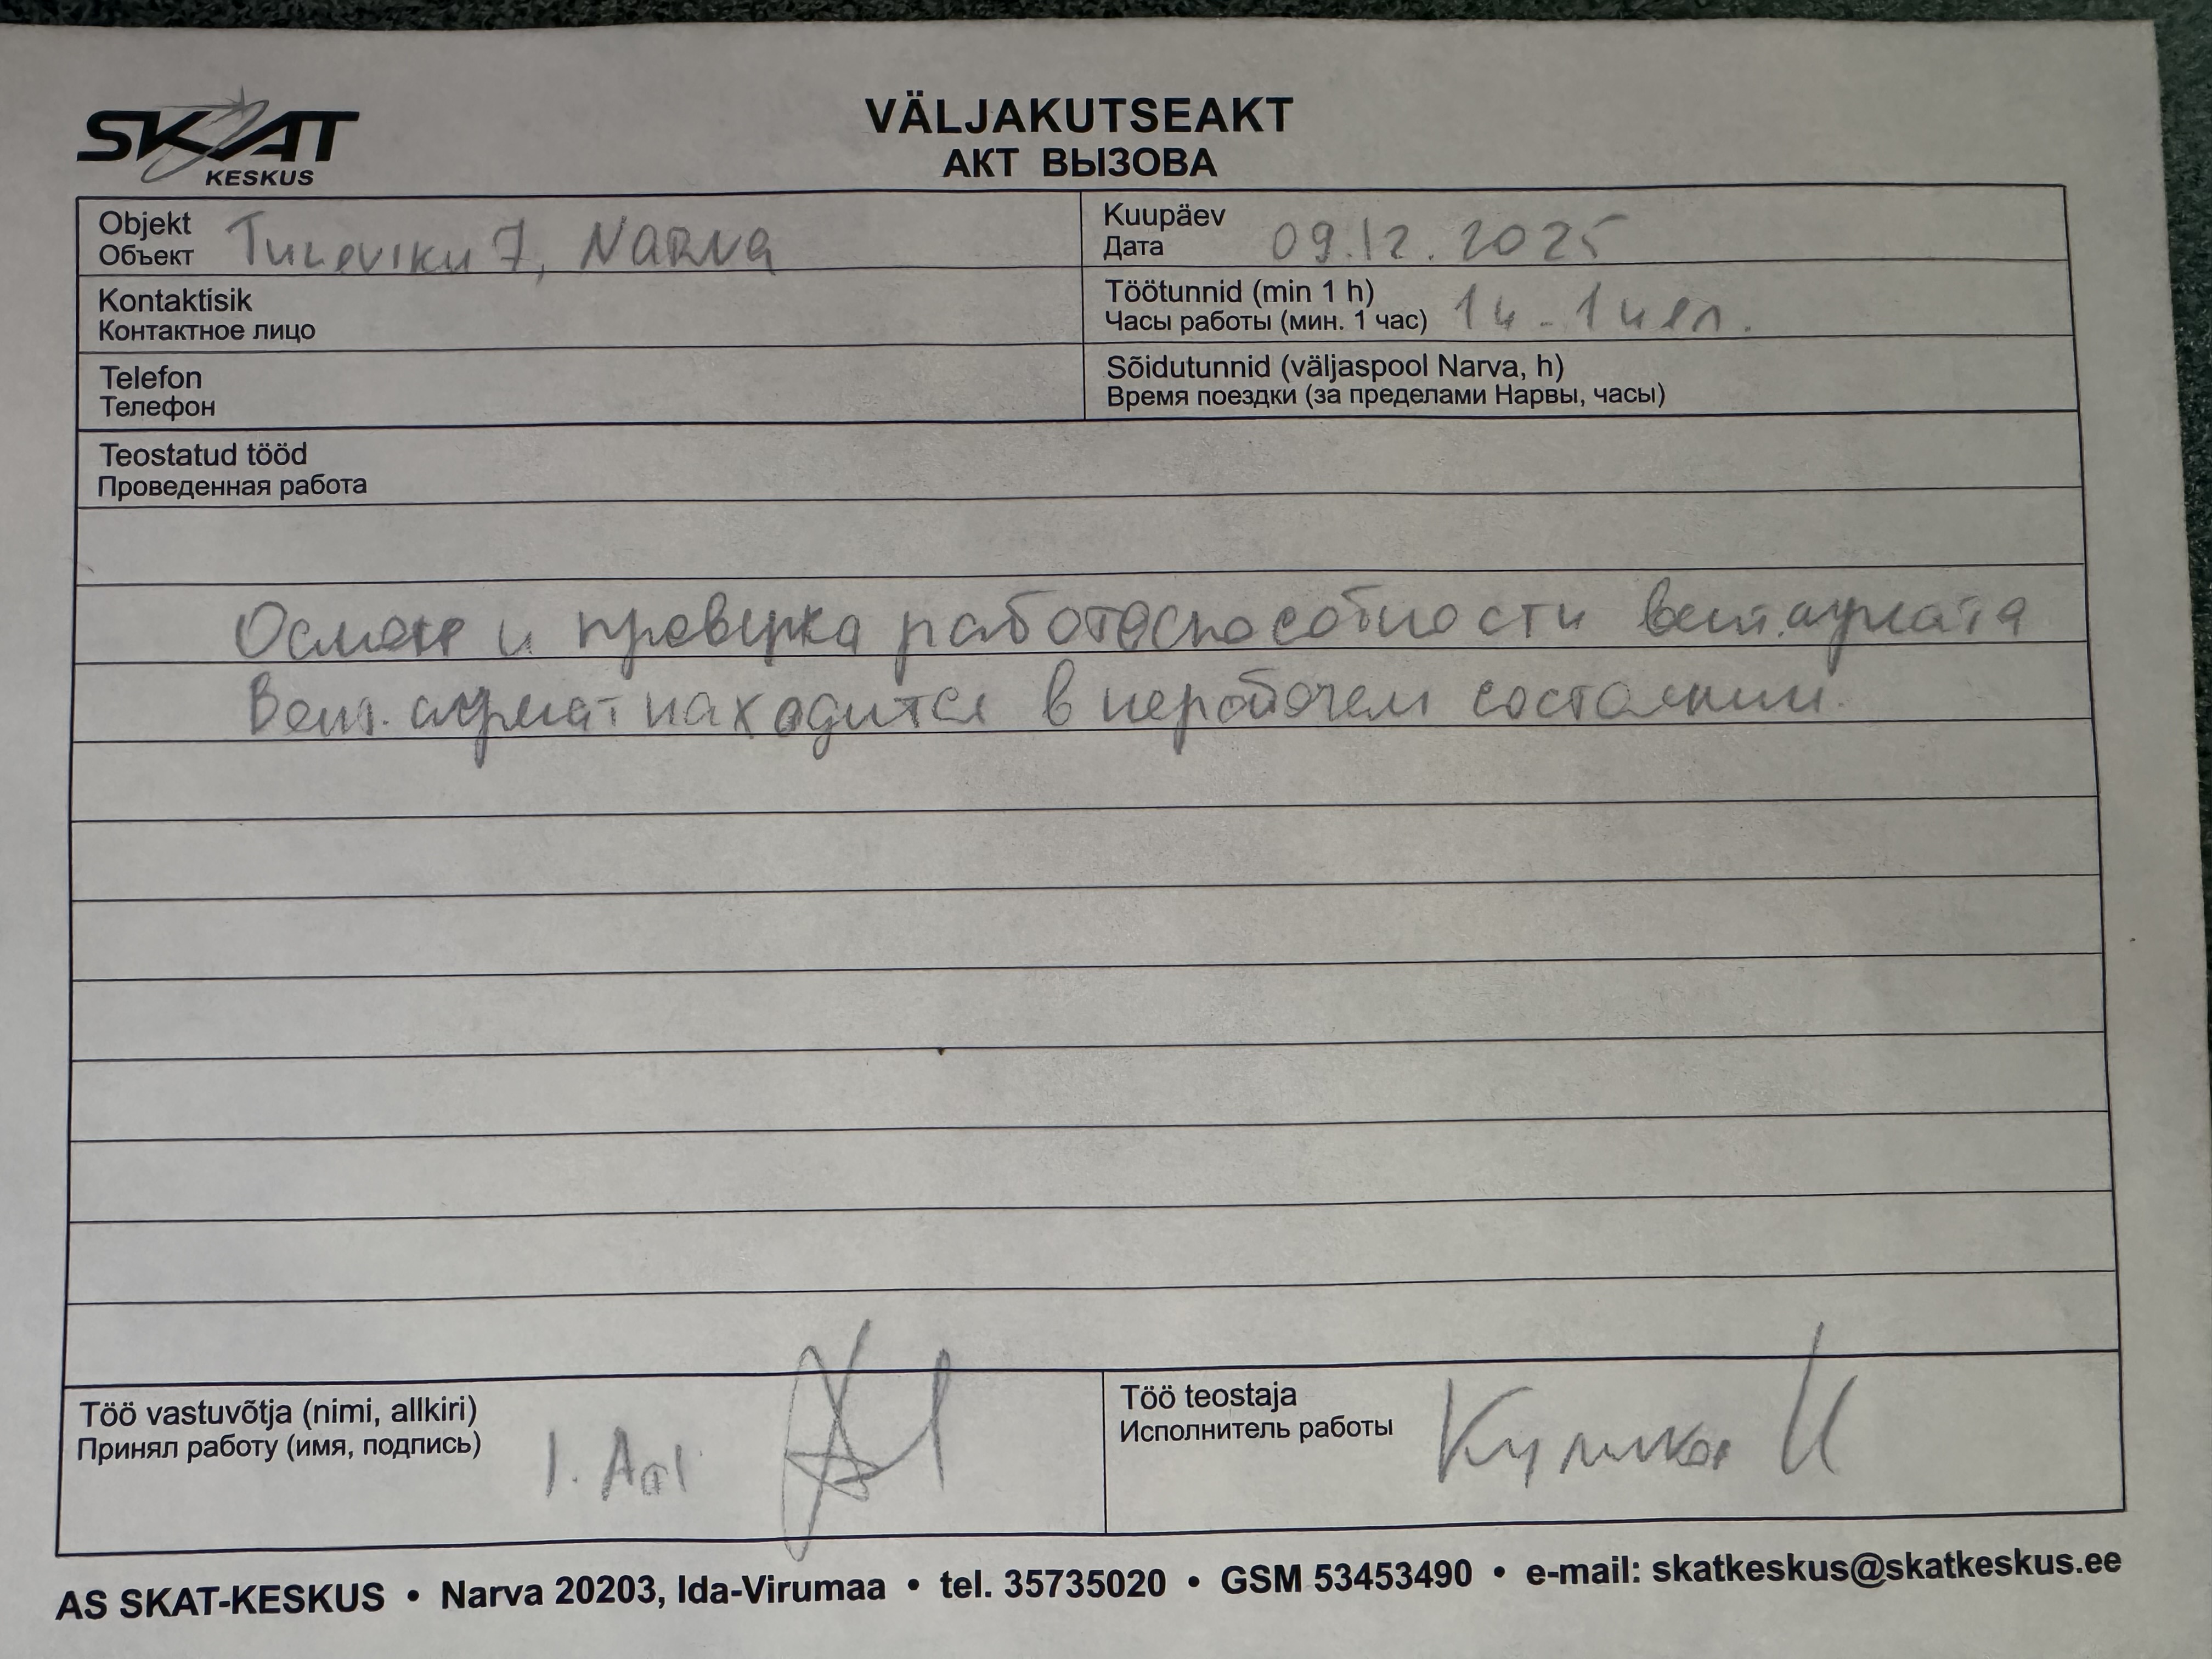 SKAT
KESKUS
VÄLJAKUTSEAKT
АКТ ВЫЗОВА
Objekt
Объект
Tuleviku 7, Narva
Kuupäev
Дата
09.12.2025
Kontaktisik
Контактное лицо
Töötunnid (min 1 h)
Часы работы (мин. 1 час)
1ч - 1чел.
Telefon
Телефон
Sõidutunnid (väljaspool Narva, h)
Время поездки (за пределами Нарвы, часы)
Teostatud tööd
Проведенная работа
и проверка работоспособности вент.агрегата
Вент. агрегат находится в нерабочем состоянии.
Töö vastuvõtja (nimi, allkiri)
Принял работу (имя, подпись)
Töö teostaja
Исполнитель работы
AS SKAT-KESKUS • Narva 20203, Ida-Virumaa • tel. 35735020 • GSM 53453490 • e-mail: skatkeskus@skatkeskus.ee